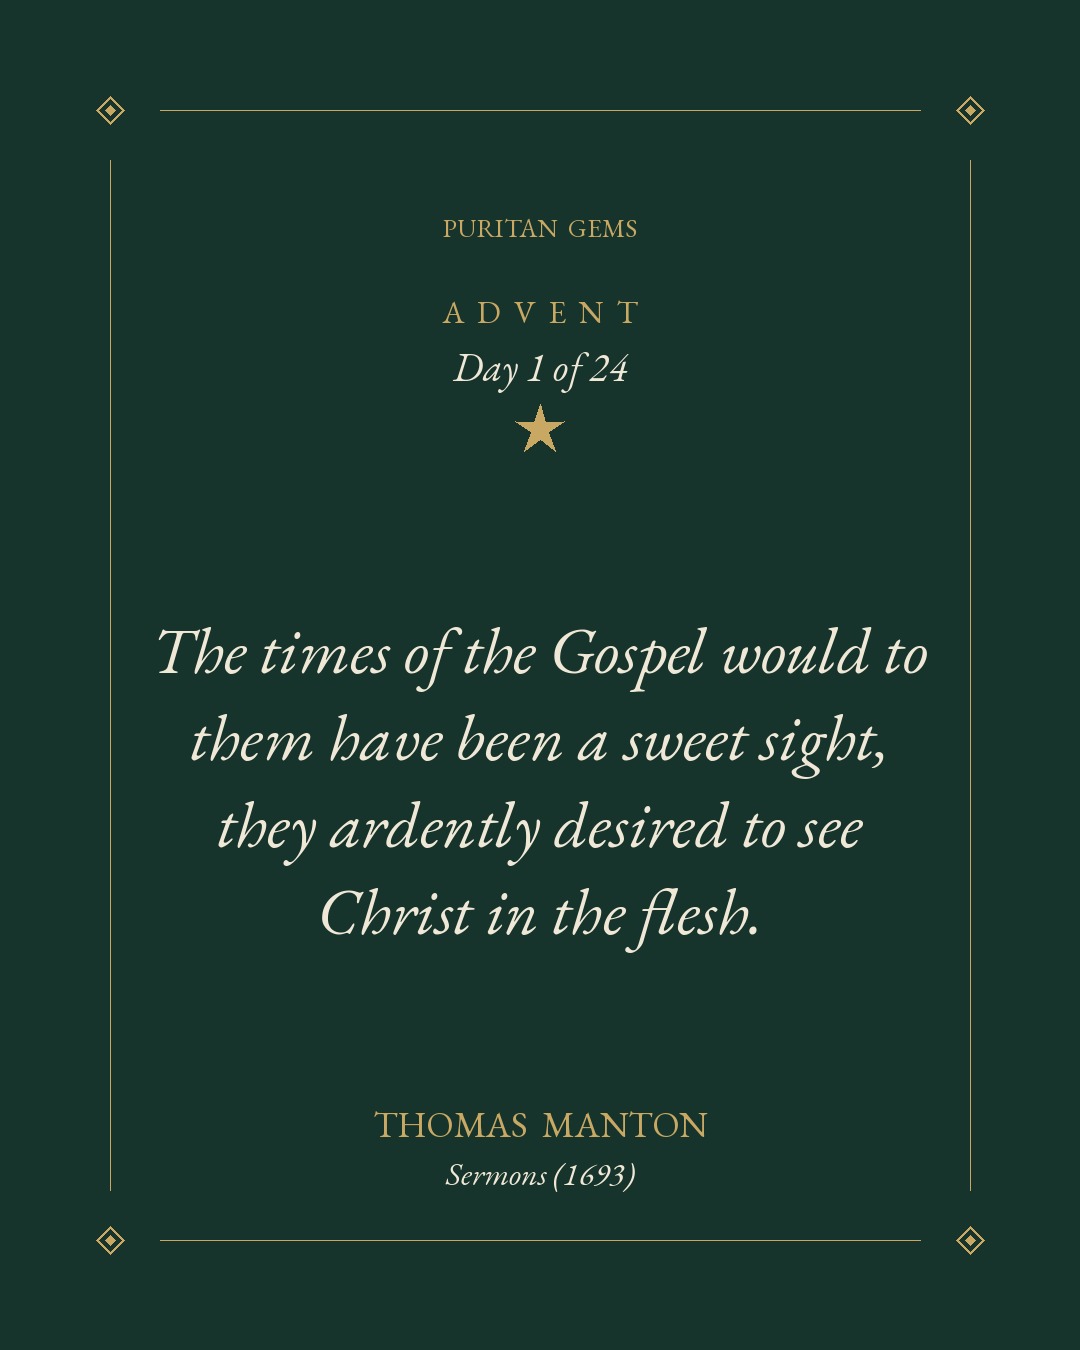 PURITAN GEMS
ADVENT
Day 1 of 24
The times of the Gospel would to
them have been a sweet sight,
they ardently desired to see
Christ in the flesh.
THOMAS MANTON
Sermons (1693)